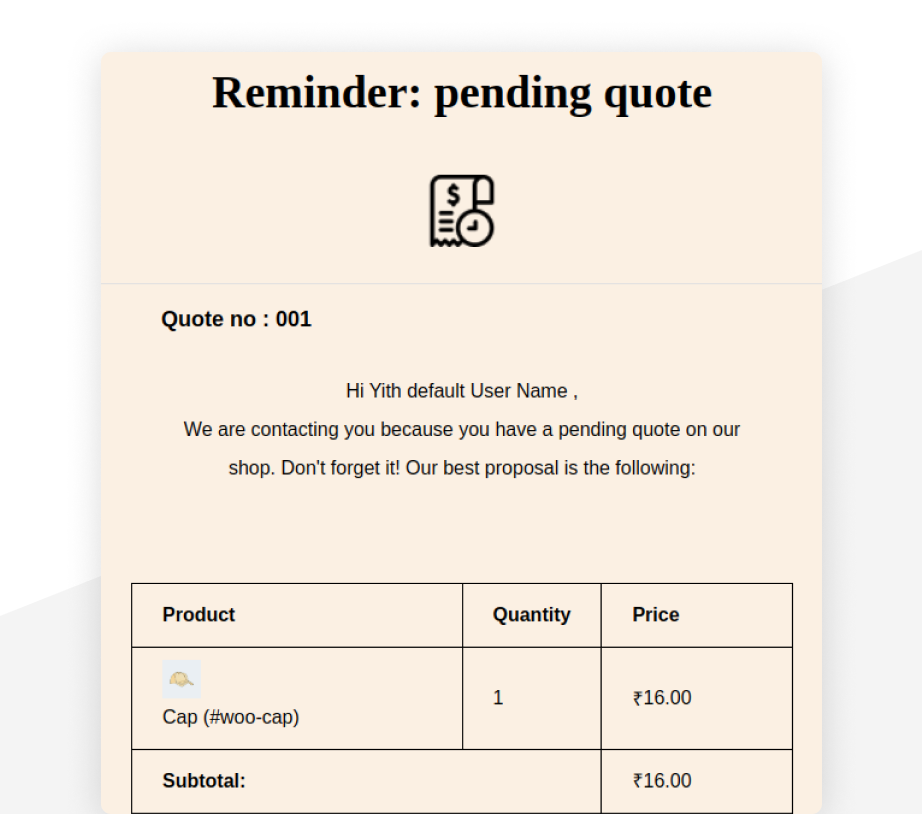 Reminder: pending quote
$
Quote no : 001
Hi Yith default User Name ,
We are contacting you because you have a pending quote on our
shop. Don't forget it! Our best proposal is the following:
Product Quantity Price
Cap (#woo-cap) 1 ₹16.00
Subtotal: ₹16.00